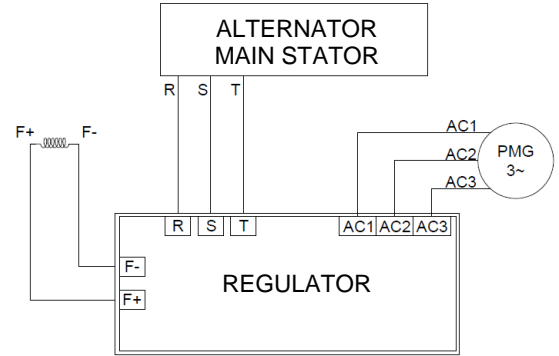 ALTERNATOR
MAIN STATOR
R S T
F+ F-
AC1
AC2
AC3
PMG
3~
R S T AC1 AC2 AC3
F-
F+
REGULATOR